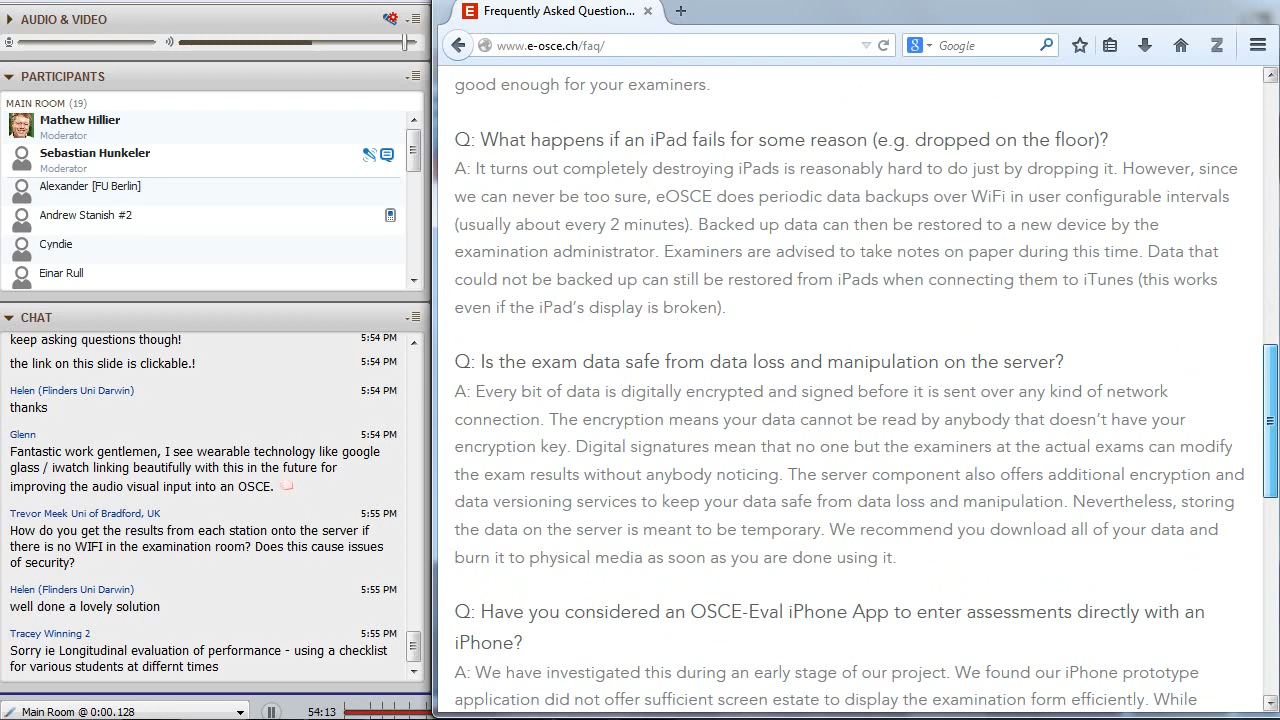 AUDIO & VIDEO
PARTICIPANTS
MAIN ROOM (19)
Mathew Hillier
Moderator
Sebastian Hunkeler
Moderator
Alexander [FU Berlin]
Andrew Stanish #2
Cyndie
Einar Rull
CHAT
keep asking questions though! 5:54 PM
the link on this slide is clickable.! 5:54 PM
Helen (Flinders Uni Darwin) 5:54 PM
thanks
Glenn 5:54 PM
Fantastic work gentlemen, I see wearable technology like google
glass / iwatch linking beautifully with this in the future for
improving the audio visual input into an OSCE.
Trevor Meek Uni of Bradford, UK 5:55 PM
How do you get the results from each station onto the server if
there is no WIFI in the examination room? Does this cause issues
of security?
Helen (Flinders Uni Darwin) 5:55 PM
well done a lovely solution
Tracey Winning 2 5:55 PM
Sorry ie Longitudinal evaluation of performance - using a checklist
for various students at differnt times
Main Room @ 0:00.128
54:13
E Frequently Asked Question...
www.e-osce.ch/faq/
8 Google
Z
good enough for your examiners.
Q: What happens if an iPad fails for some reason (e.g. dropped on the floor)?
A: It turns out completely destroying iPads is reasonably hard to do just by dropping it. However, since
we can never be too sure, eOSCE does periodic data backups over WiFi in user configurable intervals
(usually about every 2 minutes). Backed up data can then be restored to a new device by the
examination administrator. Examiners are advised to take notes on paper during this time. Data that
could not be backed up can still be restored from iPads when connecting them to iTunes (this works
even if the iPad's display is broken).
Q: Is the exam data safe from data loss and manipulation on the server?
A: Every bit of data is digitally encrypted and signed before it is sent over any kind of network
connection. The encryption means your data cannot be read by anybody that doesn't have your
encryption key. Digital signatures mean that no one but the examiners at the actual exams can modify
the exam results without anybody noticing. The server component also offers additional encryption and
data versioning services to keep your data safe from data loss and manipulation. Nevertheless, storing
the data on the server is meant to be temporary. We recommend you download all of your data and
burn it to physical media as soon as you are done using it.
Q: Have you considered an OSCE-Eval iPhone App to enter assessments directly with an
iPhone?
A: We have investigated this during an early stage of our project. We found our iPhone prototype
application did not offer sufficient screen estate to display the examination form efficiently. While